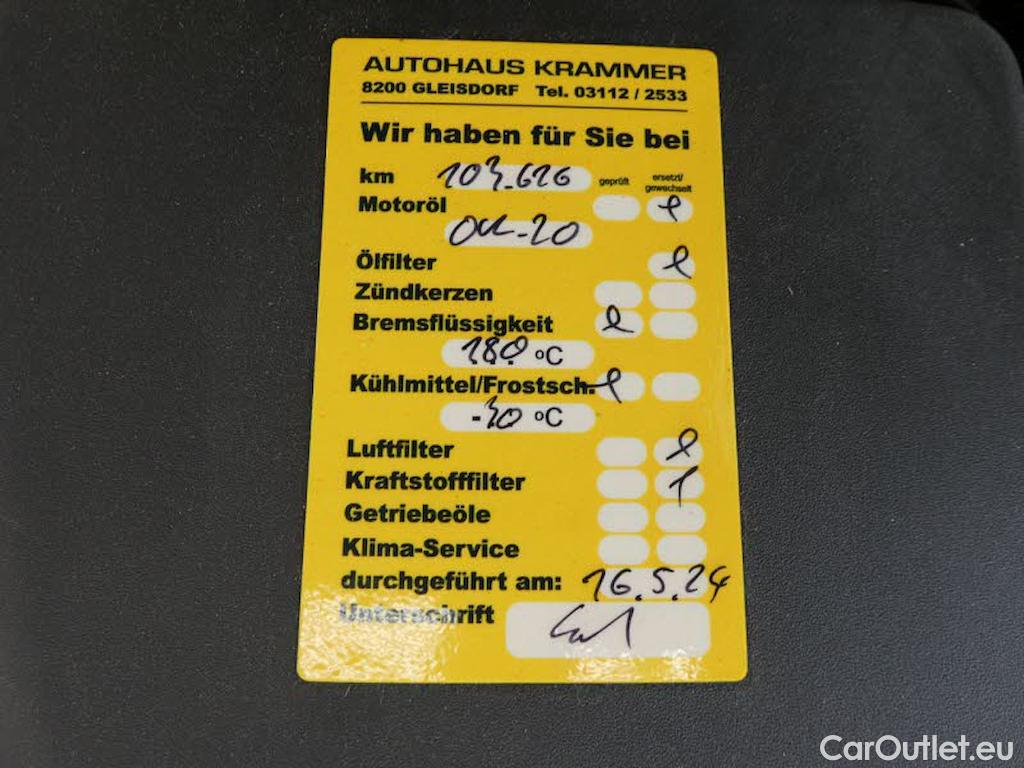 AUTOHAUS KRAMMER
8200 GLEISDORF Tel. 03112 / 2533
Wir haben für Sie bei
km 103.626 geprüft ersetzt/
gewechselt
Motoröl
20
Ölfilter
Zündkerzen
Bremsflüssigkeit
180 °C
Kühlmittel/Frostsch.
-30 °C
Luftfilter
Kraftstofffilter
Getriebeöle
Klima-Service
durchgeführt am: 16.5.24
Unterschrift
CarOutlet.eu